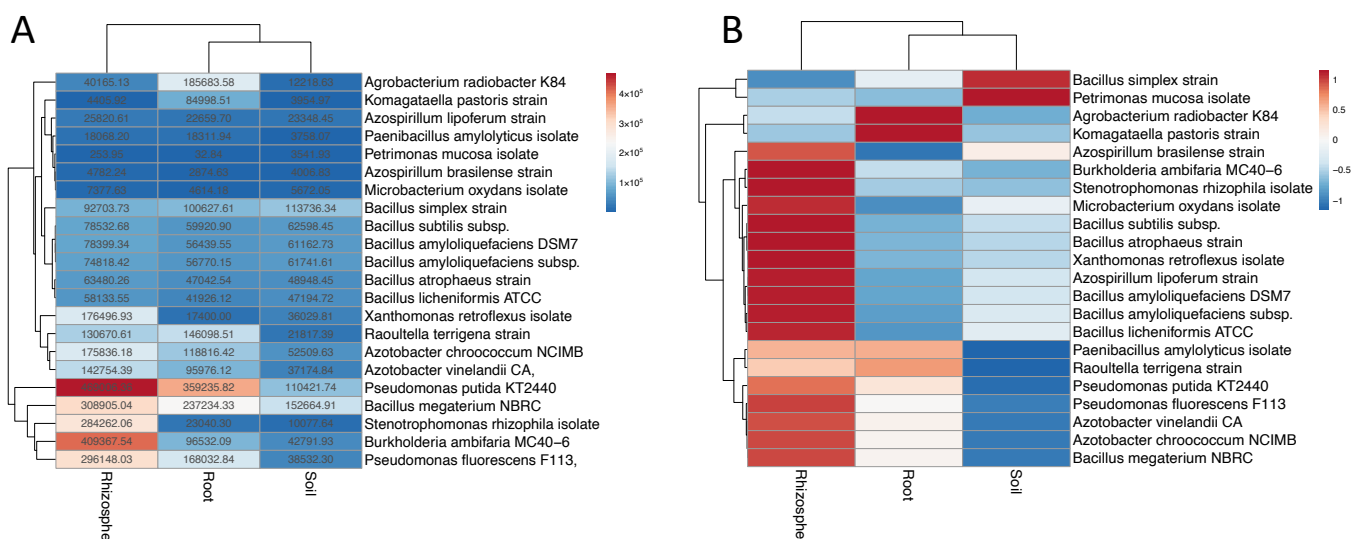 A
40165.13 185683.58 12218.63 Agrobacterium radiobacter K84
84998.51 Komagataella pastoris strain
25820.61 22659.70 23348.45 Azospirillum lipoferum strain
18068.20 18311.94 Paenibacillus amylolyticus isolate
Petrimonas mucosa isolate
4782.24 Azospirillum brasilense strain
4814.18 5672.05 Microbacterium oxydans isolate
92703.73 100627.61 113736.34 Bacillus simplex strain
78532.68 59920.90 62598.45 Bacillus subtilis subsp.
78399.34 56439.55 61162.73 Bacillus amyloliquefaciens DSM7
74818.42 56770.15 61741.61 Bacillus amyloliquefaciens subsp.
63480.26 47042.54 48948.45 Bacillus atrophaeus strain
58133.55 41926.12 47194.72 Bacillus licheniformis ATCC
176496.93 17400.00 36029.81 Xanthomonas retroflexus isolate
130670.61 146098.51 21817.39 Raoultella terrigena strain
175836.18 118816.42 52509.63 Azotobacter chroococcum NCIMB
142754.39 95976.12 37174.84 Azotobacter vinelandii CA,
359235.82 110421.74 Pseudomonas putida KT2440
308905.04 237234.33 152664.91 Bacillus megaterium NBRC
284262.06 23040.30 10077.64 Stenotrophomonas rhizophila isolate
409367.54 96532.09 42791.93 Burkholderia ambifaria MC40−6
296148.03 168032.84 38532.30 Pseudomonas fluorescens F113,
Rhizosphe
Root
Soil
4×10⁵
3×10⁵
2×10⁵
1×10⁵
B
Bacillus simplex strain
Petrimonas mucosa isolate
Agrobacterium radiobacter K84
Komagataella pastoris strain
Azospirillum brasilense strain
Burkholderia ambifaria MC40−6
Stenotrophomonas rhizophila isolate
Microbacterium oxydans isolate
Bacillus subtilis subsp.
Bacillus atrophaeus strain
Xanthomonas retroflexus isolate
Azospirillum lipoferum strain
Bacillus amyloliquefaciens DSM7
Bacillus amyloliquefaciens subsp.
Bacillus licheniformis ATCC
Paenibacillus amylolyticus isolate
Raoultella terrigena strain
Pseudomonas putida KT2440
Pseudomonas fluorescens F113
Azotobacter vinelandii CA
Azotobacter chroococcum NCIMB
Bacillus megaterium NBRC
Rhizosphere
Root
Soil
1
0.5
0
−0.5
−1